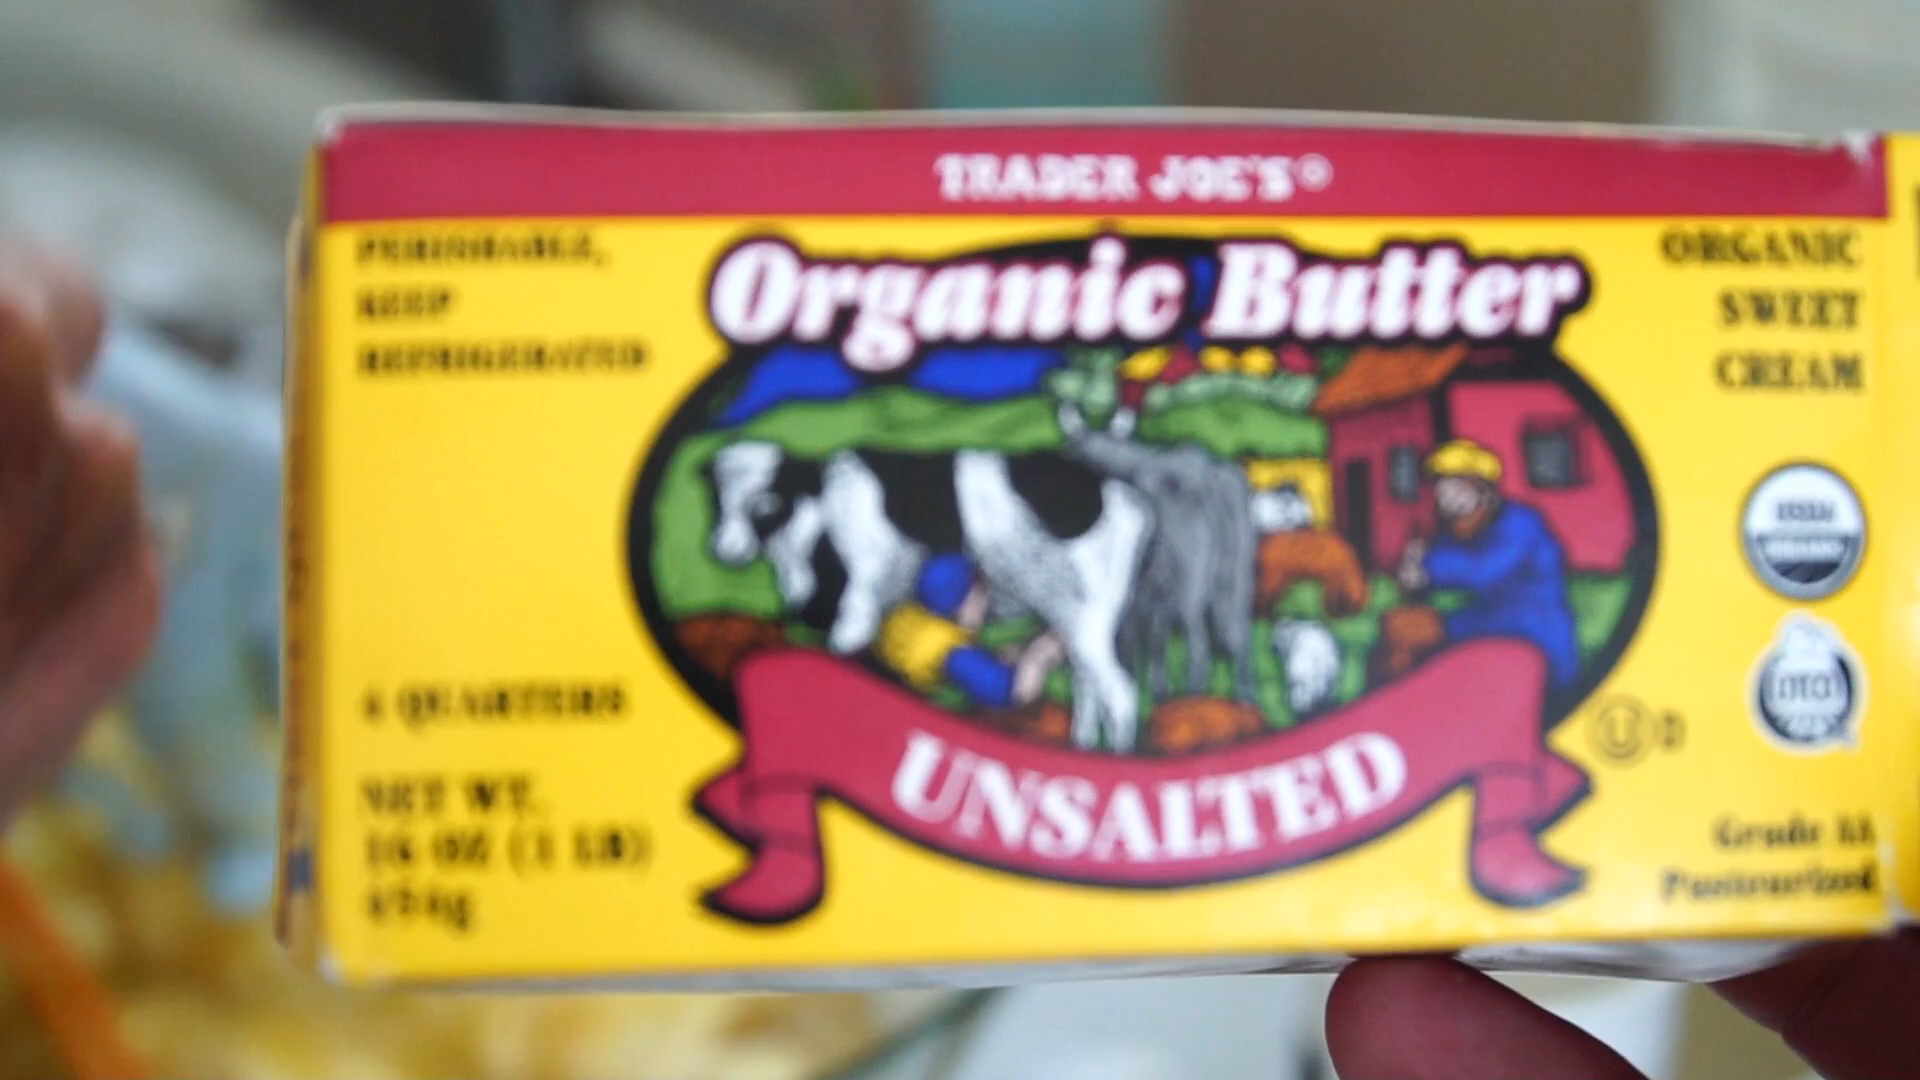 TRADER JOE'S®
PERISHABLE,
KEEP
REFRIGERATED
Organic Butter
ORGANIC
SWEET
CREAM
USDA
ORGANIC
UNSALTED
4 QUARTERS
NET WT.
16 OZ (1 LB)
454g
U D
Grade AA
Pasteurized